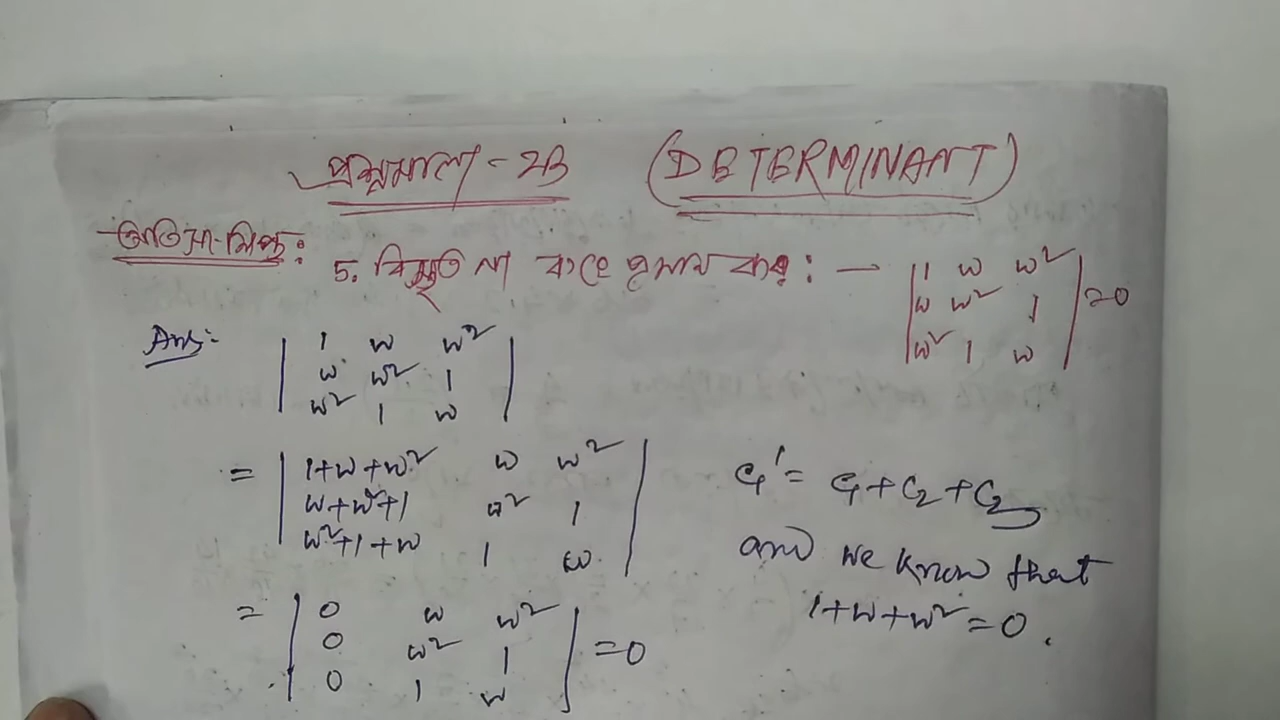 প্রশ্নমালা - 2B (DETERMINANT)
অতিসংক্ষিপ্ত:
5. বিস্তৃতি না করে প্রমাণ কর: — | 1 w w² |
| w w² 1 | = 0
| w² 1 w |
Ans:-
| 1 w w² |
| w w² 1 |
| w² 1 w |
= | 1+w+w² w w² |
| w+w²+1 w² 1 |
| w²+1+w 1 w |
C₁' = C₁+C₂+C₃
and we know that
1+w+w² = 0.
= | 0 w w² |
| 0 w² 1 | = 0
| 0 1 w |